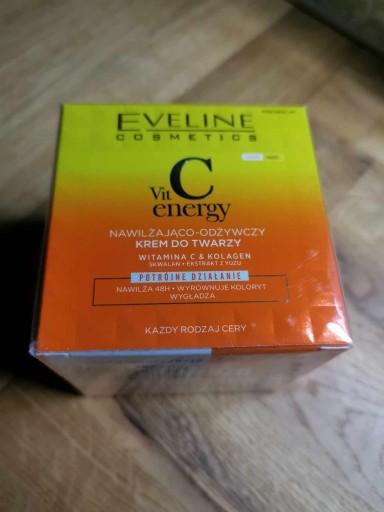 EVELINE
COSMETICS
Vit C
energy
NAWILŻAJĄCO-ODŻYWCZY
KREM DO TWARZY
WITAMINA C & KOLAGEN
SKWALAN • EKSTRAKT Z YUZU
POTRÓJNE DZIAŁANIE
NAWILŻA 48H • WYRÓWNUJE KOLORYT
WYGŁADZA
KAŻDY RODZAJ CERY